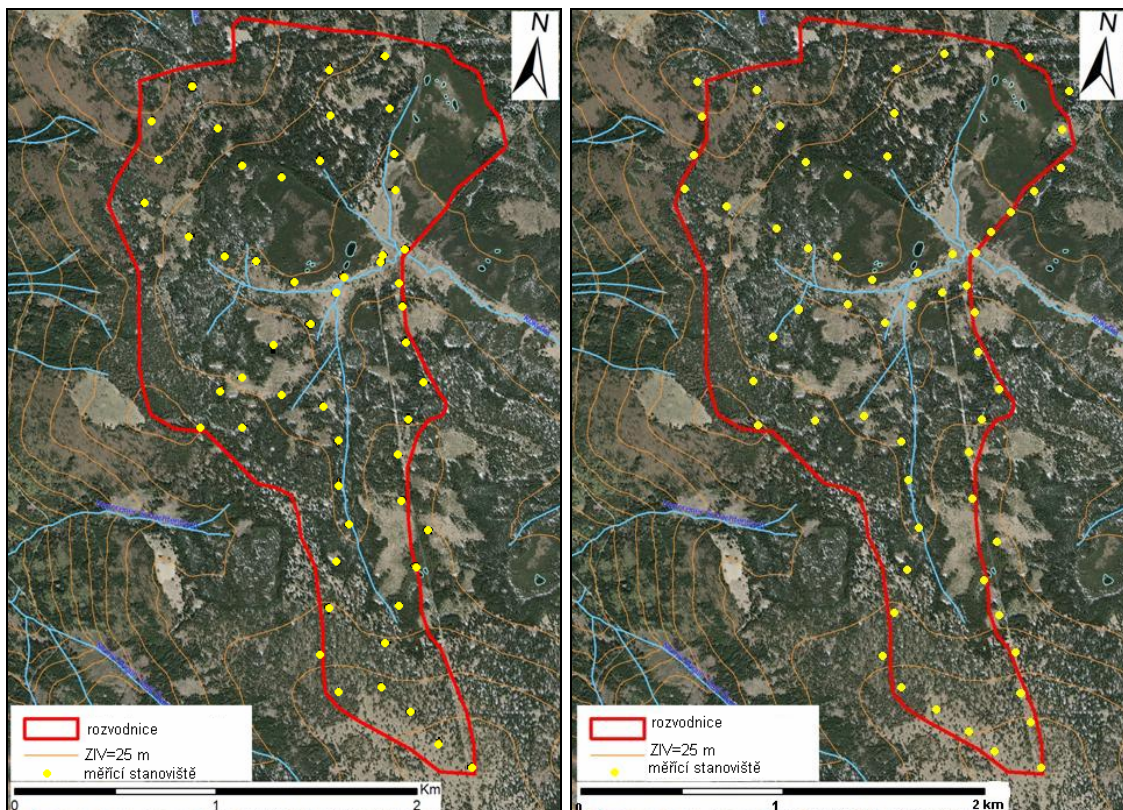 N
rozvodnice
ZIV=25 m
měřící stanoviště
Km
0 1 2
N
rozvodnice
ZIV=25 m
měřící stanoviště
0 1 2 km